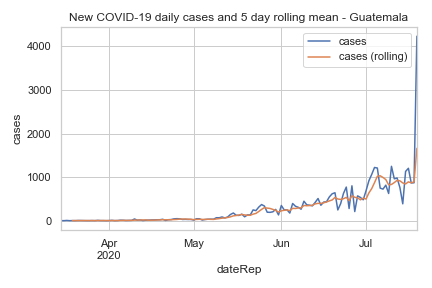 New COVID-19 daily cases and 5 day rolling mean - Guatemala
cases
cases (rolling)
4000
3000
2000
1000
0
cases
Apr
2020
May
Jun
Jul
dateRep